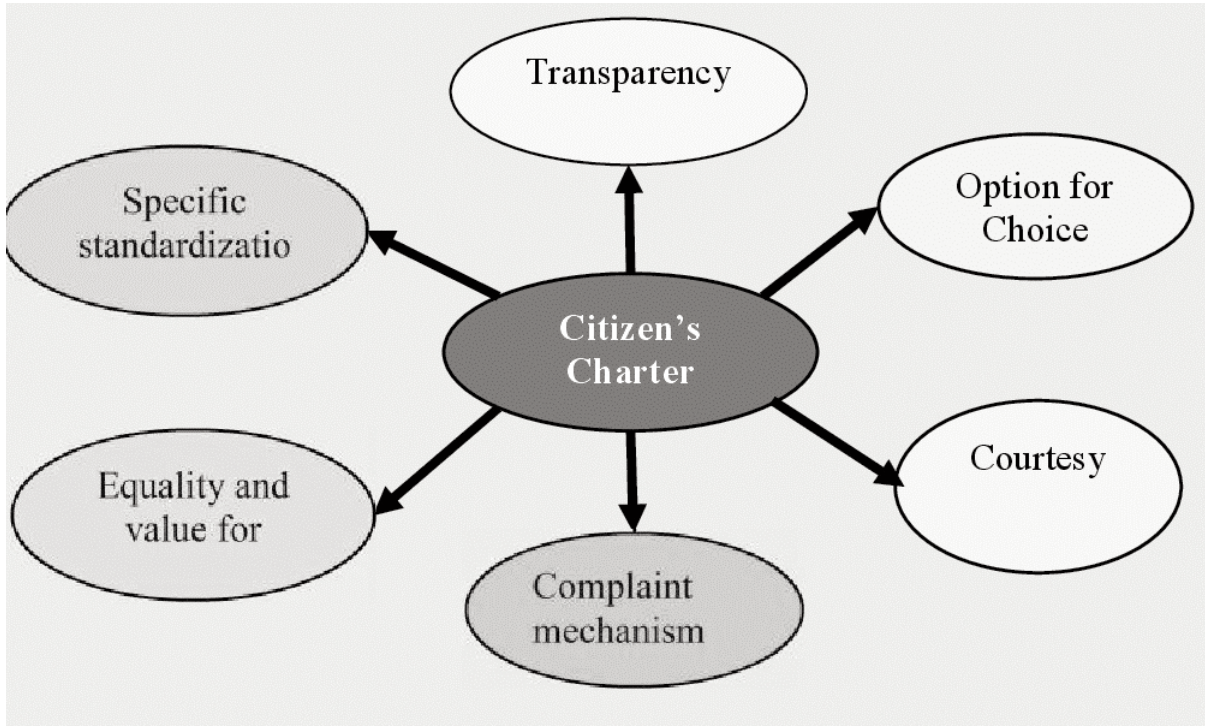 Transparency
Specific
standardizatio
Option for
Choice
Citizen’s
Charter
Equality and
value for
Courtesy
Complaint
mechanism